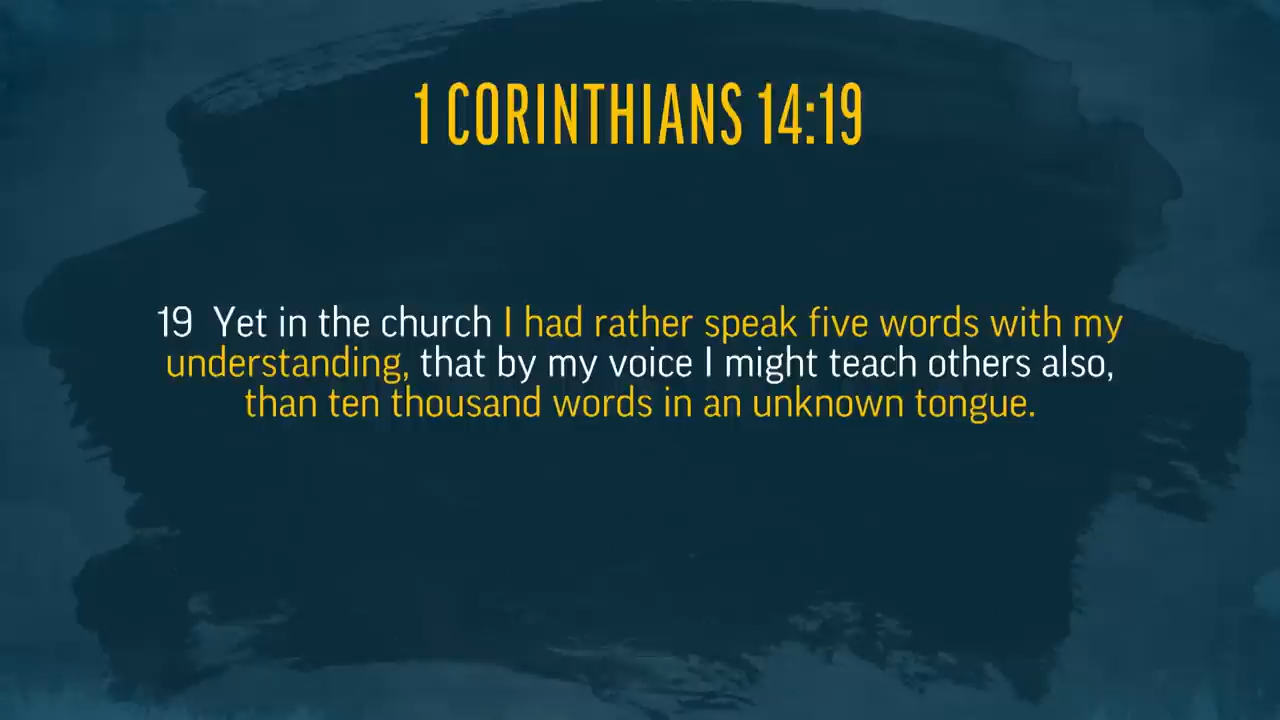 1 CORINTHIANS 14:19
19 Yet in the church I had rather speak five words with my
understanding, that by my voice I might teach others also,
than ten thousand words in an unknown tongue.